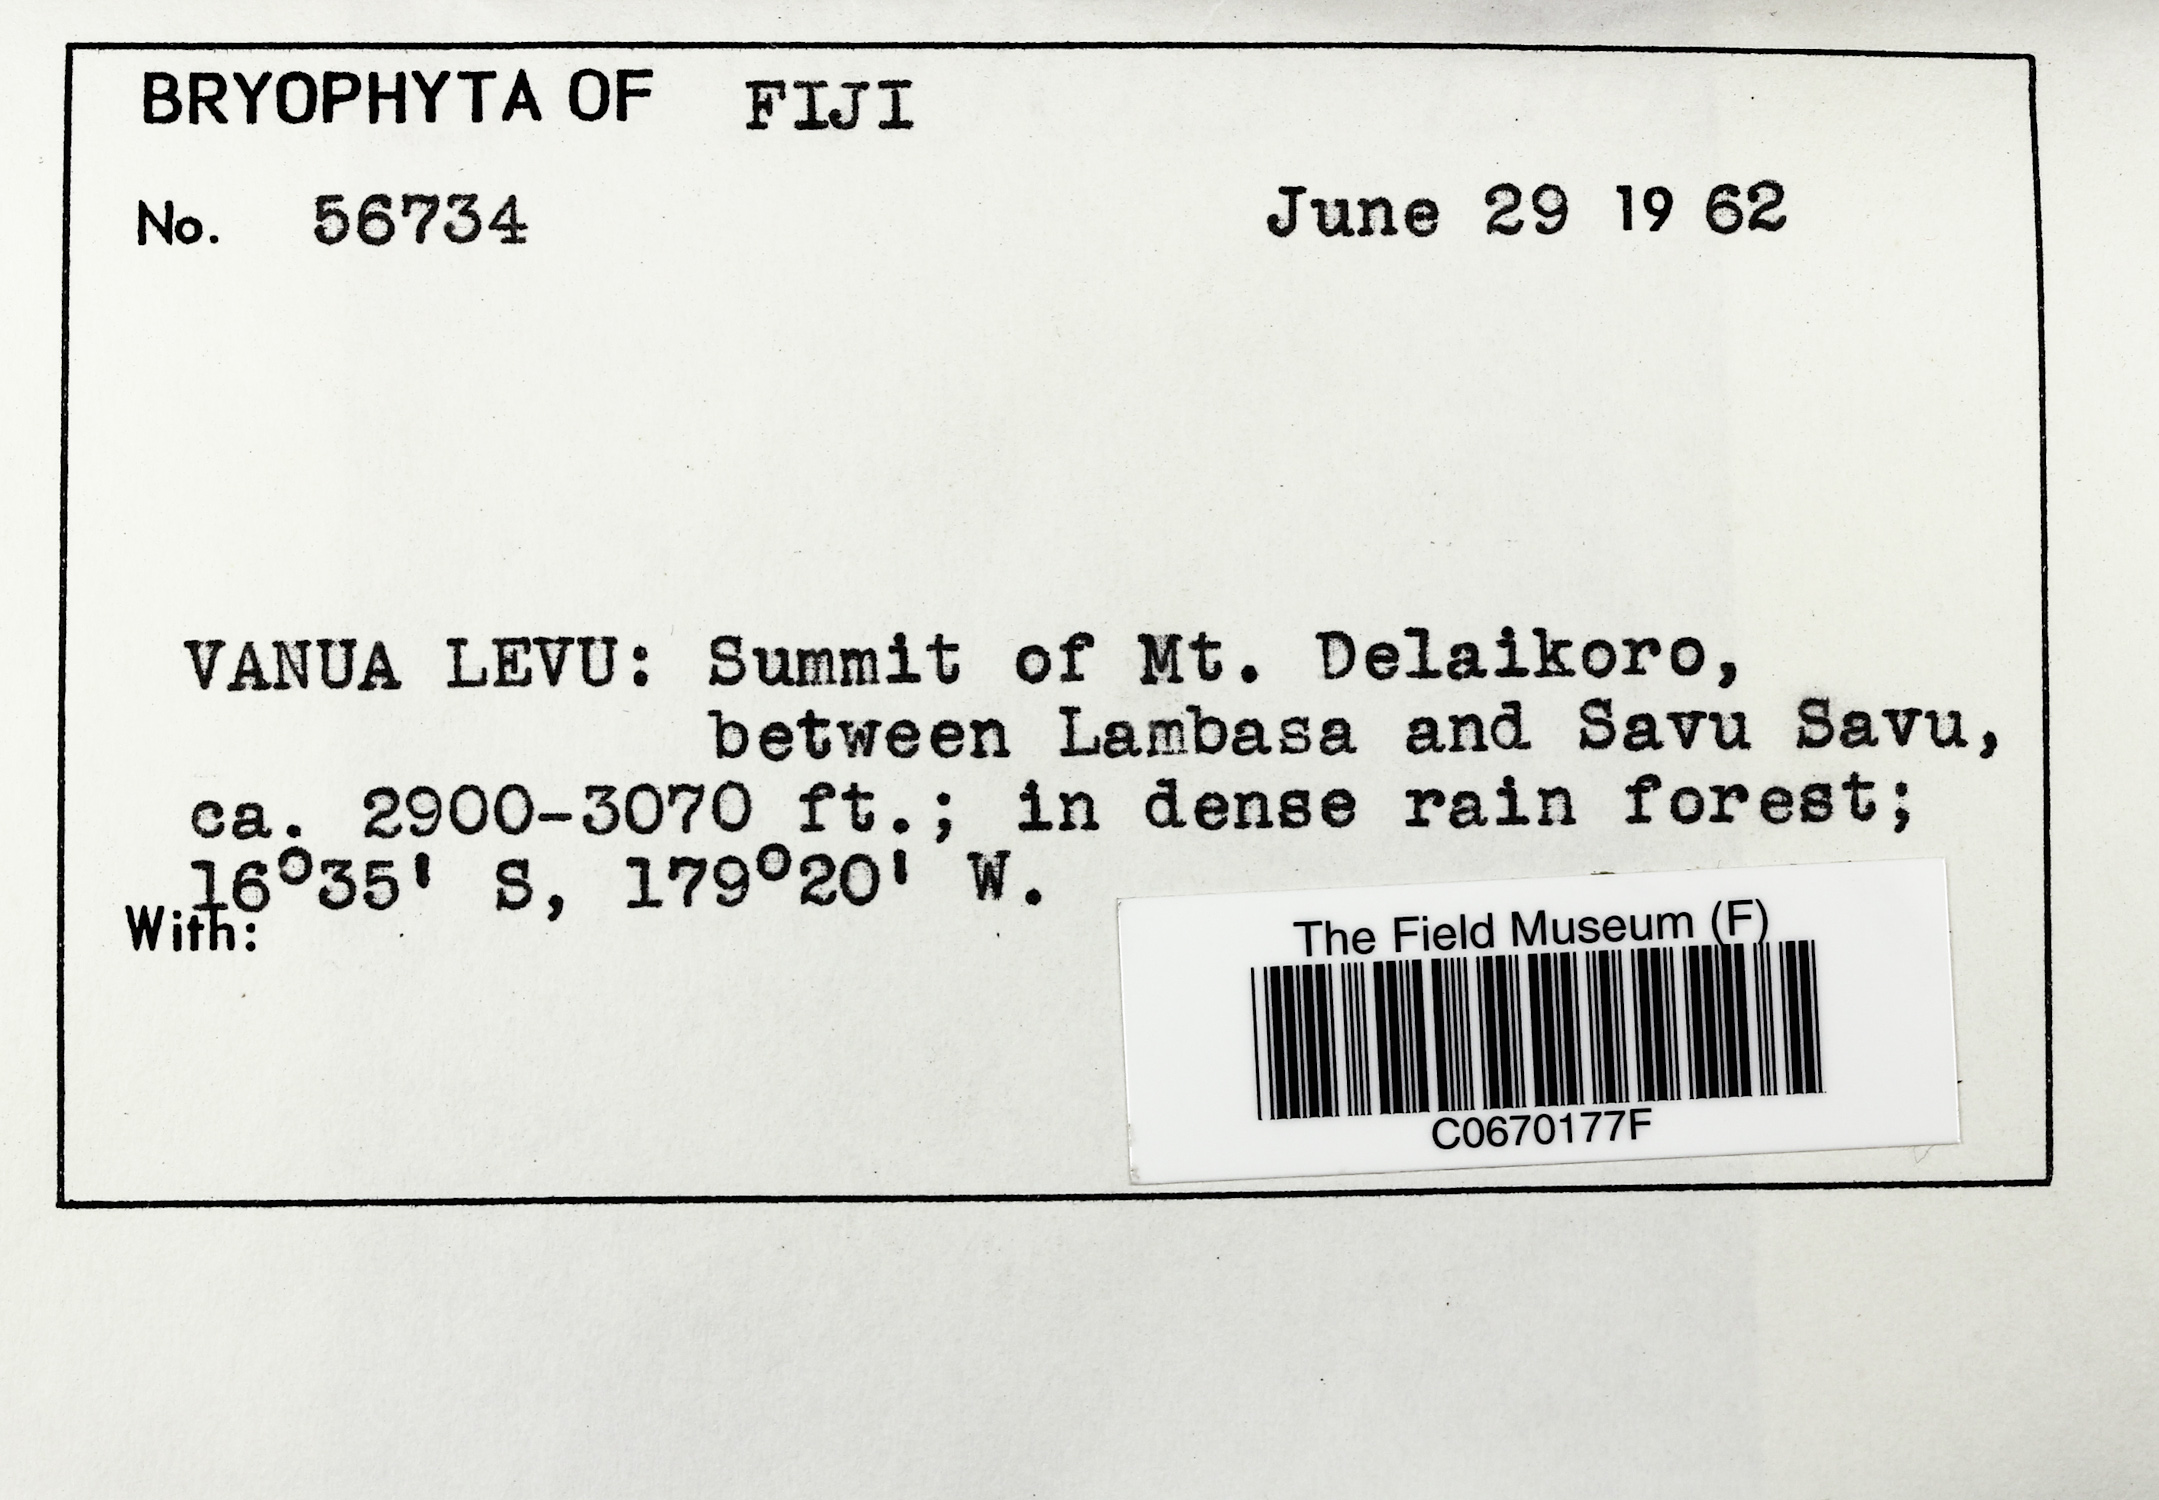 BRYOPHYTA OF FIJI
No. 56734 June 29 19 62
VANUA LEVU: Summit of Mt. Delaikoro,
between Lambasa and Savu Savu,
ca. 2900-3070 ft.; in dense rain forest;
16°35' S, 179°20' W.
With:
The Field Museum (F)
C0670177F